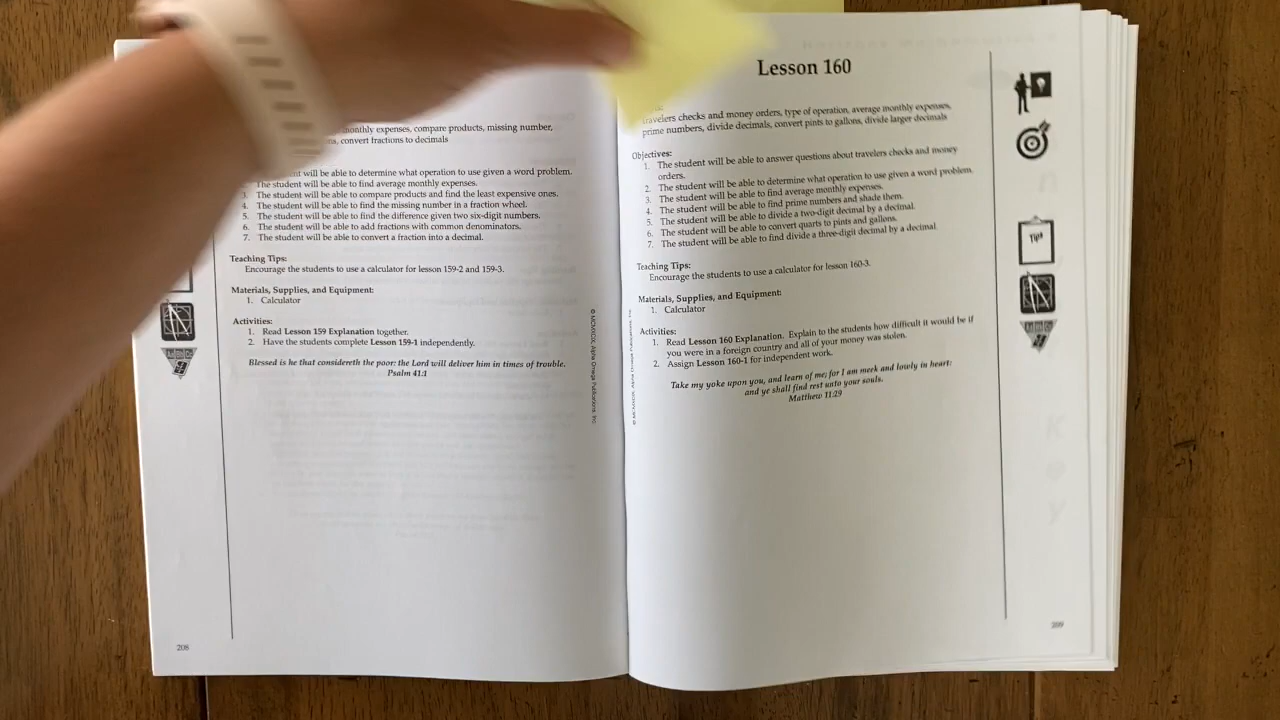 monthly expenses, compare products, missing number,
convert fractions to decimals
will be able to determine what operation to use given a word problem.
The student will be able to find average monthly expenses.
3. The student will be able to compare products and find the least expensive ones.
4. The student will be able to find the missing number in a fraction wheel.
5. The student will be able to find the difference given two six-digit numbers.
6. The student will be able to add fractions with common denominators.
7. The student will be able to convert a fraction into a decimal.
Teaching Tips:
Encourage the students to use a calculator for lesson 159-2 and 159-3.
Materials, Supplies, and Equipment:
1. Calculator
Activities:
1. Read Lesson 159 Explanation together.
2. Have the students complete Lesson 159-1 independently.
Blessed is he that considereth the poor: the Lord will deliver him in times of trouble.
Psalm 41:1
© MCMXCIX, Alpha Omega Publications, Inc.
208
Lesson 160
travelers checks and money orders, type of operation, average monthly expenses,
prime numbers, divide decimals, convert pints to gallons, divide larger decimals
Objectives:
1. The student will be able to answer questions about travelers checks and money
orders.
2. The student will be able to determine what operation to use given a word problem.
3. The student will be able to find average monthly expenses.
4. The student will be able to find prime numbers and shade them.
5. The student will be able to divide a two-digit decimal by a decimal.
6. The student will be able to convert quarts to pints and gallons.
7. The student will be able to find divide a three-digit decimal by a decimal.
Teaching Tips:
Encourage the students to use a calculator for lesson 160-3.
Materials, Supplies, and Equipment:
1. Calculator
Activities:
1. Read Lesson 160 Explanation. Explain to the students how difficult it would be if
you were in a foreign country and all of your money was stolen.
2. Assign Lesson 160-1 for independent work.
Take my yoke upon you, and learn of me; for I am meek and lowly in heart:
and ye shall find rest unto your souls.
Matthew 11:29
© MCMXCIX, Alpha Omega Publications, Inc.
Tips
209